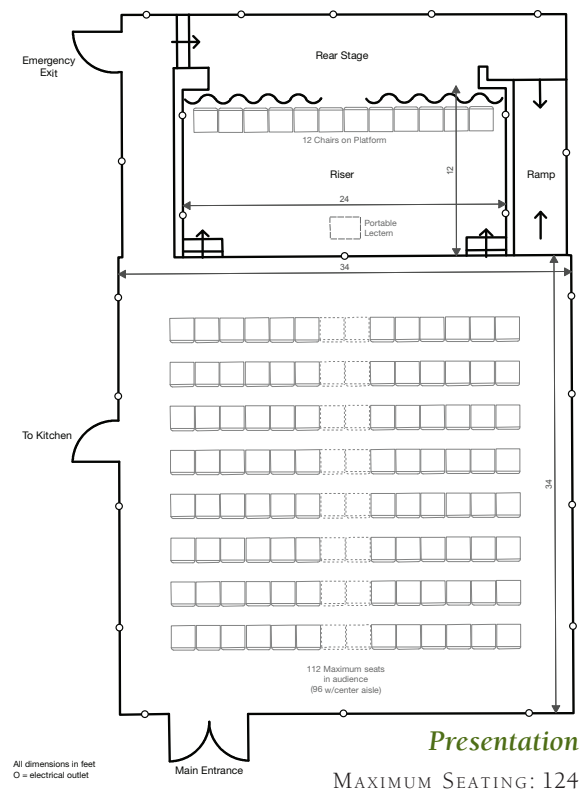 Emergency
Exit
Rear Stage
12 Chairs on Platform
12
Riser
Ramp
24
Portable
Lectern
34
To Kitchen
34
112 Maximum seats
in audience
(96 w/center aisle)
Presentation
All dimensions in feet
O = electrical outlet
Main Entrance
MAXIMUM SEATING: 124